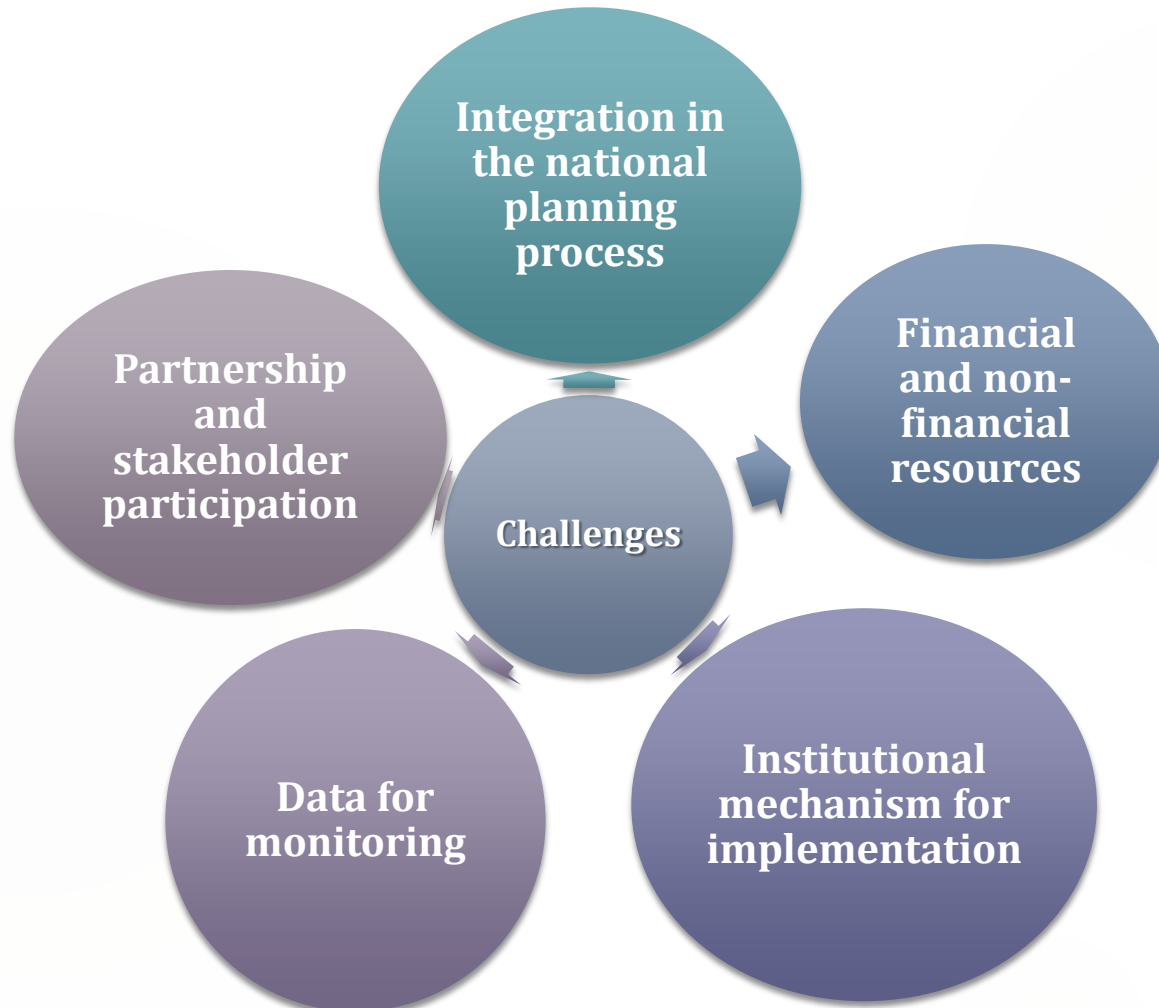 Integration in
the national
planning
process
Financial
and non-
financial
resources
Institutional
mechanism for
implementation
Data for
monitoring
Partnership
and
stakeholder
participation
Challenges